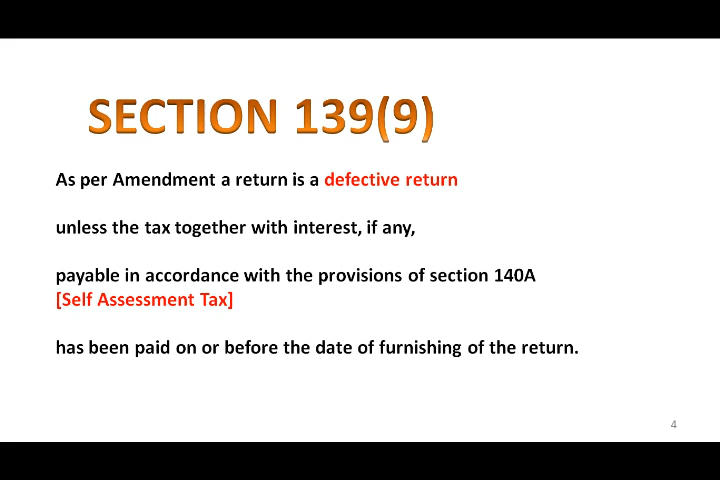 SECTION 139(9)
As per Amendment a return is a defective return
unless the tax together with interest, if any,
payable in accordance with the provisions of section 140A
[Self Assessment Tax]
has been paid on or before the date of furnishing of the return.
4